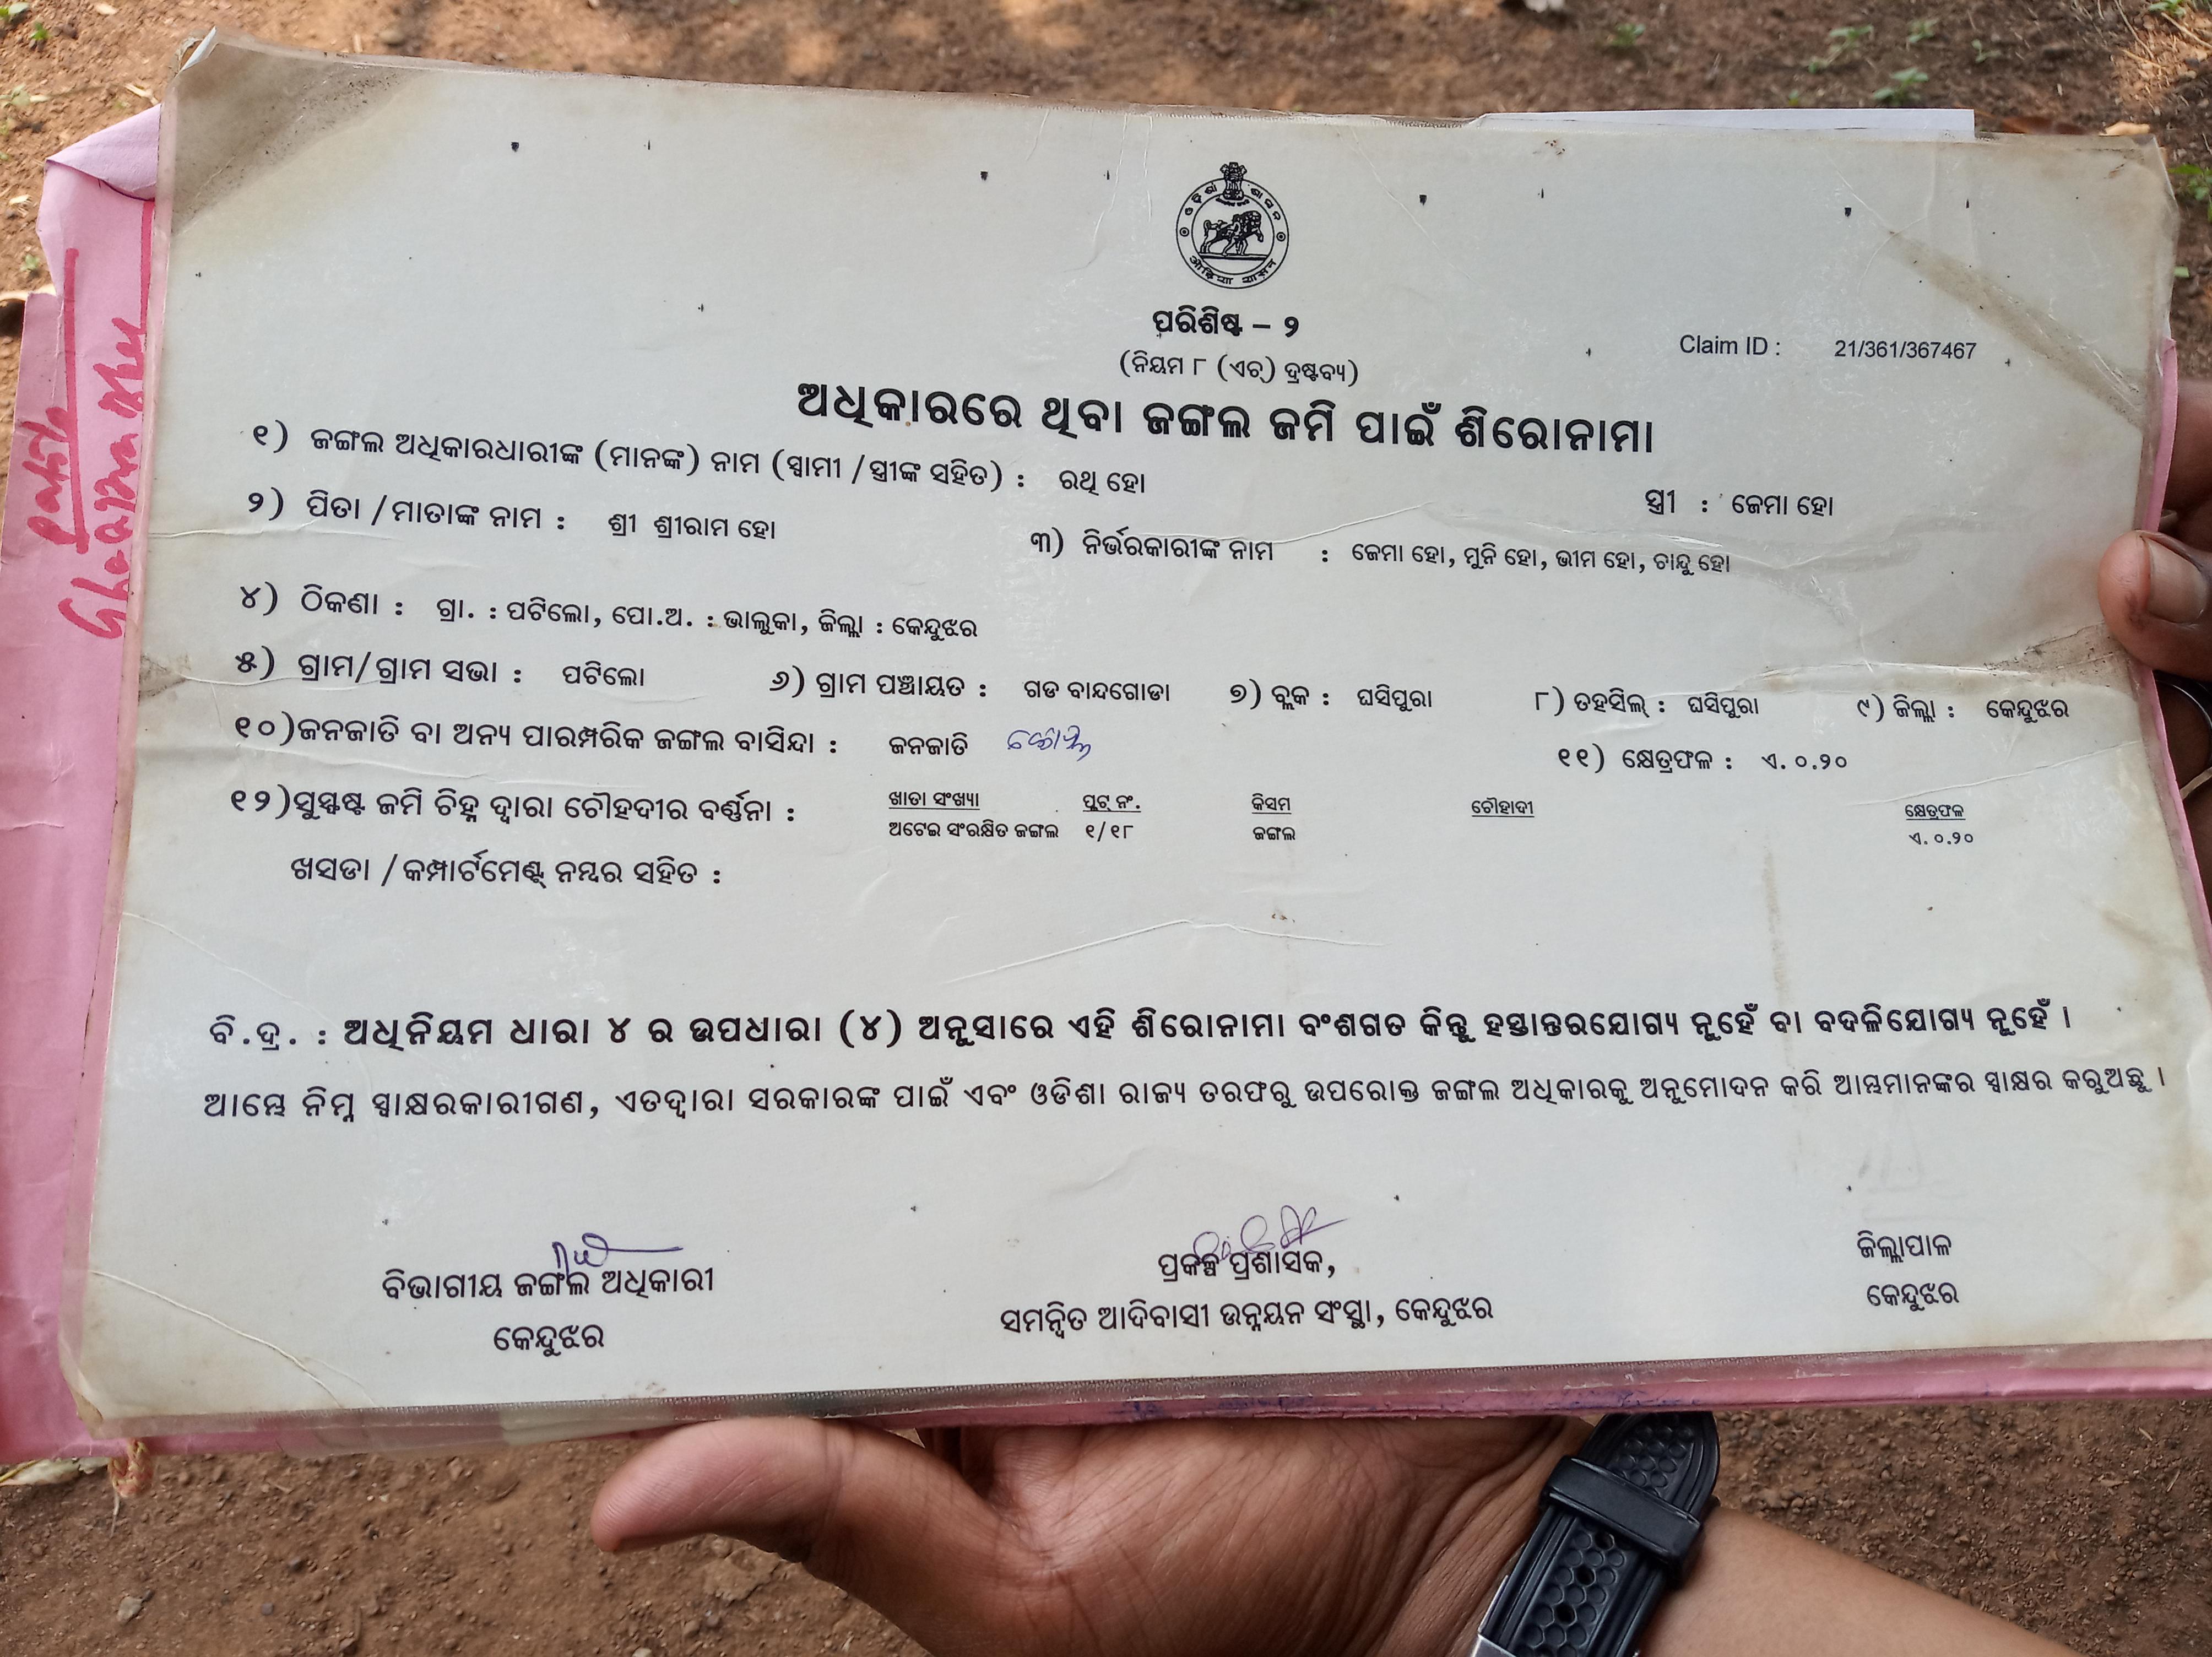 ଓଡ଼ିଶା ଶାସନ
ओड़िशा शासन
ପରିଶିଷ୍ଟ – ୨
(ନିୟମ ୮ (ଏଚ୍) ଦ୍ରଷ୍ଟବ୍ୟ)
Claim ID : 21/361/367467
ଅଧିକାରରେ ଥିବା ଜଙ୍ଗଲ ଜମି ପାଇଁ ଶିରୋନାମା
୧) ଜଙ୍ଗଲ ଅଧିକାରଧାରୀଙ୍କ (ମାନଙ୍କ) ନାମ (ସ୍ୱାମୀ / ସ୍ତ୍ରୀଙ୍କ ସହିତ) : ରଥି ହୋ ସ୍ତ୍ରୀ : ଜେମା ହୋ
୨) ପିତା / ମାତାଙ୍କ ନାମ : ଶ୍ରୀ ଶ୍ରୀରାମ ହୋ ୩) ନିର୍ଭରକାରୀଙ୍କ ନାମ : ଜେମା ହୋ, ମୁନି ହୋ, ଭୀମ ହୋ, ଚାନ୍ଦୁ ହୋ
୪) ଠିକଣା : ଗ୍ରା. : ପଟିଲୋ, ପୋ.ଅ. : ଭାଲୁକା, ଜିଲ୍ଲା : କେନ୍ଦୁଝର
୫) ଗ୍ରାମ/ଗ୍ରାମ ସଭା : ପଟିଲୋ ୬) ଗ୍ରାମ ପଞ୍ଚାୟତ : ଗଡ ବାନ୍ଦଗୋଡା ୭) ବ୍ଲକ : ଘସିପୁରା ୮) ତହସିଲ୍ : ଘସିପୁରା ୯) ଜିଲ୍ଲା : କେନ୍ଦୁଝର
୧୦)ଜନଜାତି ବା ଅନ୍ୟ ପାରମ୍ପରିକ ଜଙ୍ଗଲ ବାସିନ୍ଦା : ଜନଜାତି ୧୧) କ୍ଷେତ୍ରଫଳ : ଏ. ୦.୨୦
୧୨)ସୁସ୍ପଷ୍ଟ ଜମି ଚିହ୍ନ ଦ୍ୱାରା ଚୌହଦୀର ବର୍ଣ୍ଣନା : ଖାତା ସଂଖ୍ୟା ପ୍ଲଟ୍ ନଂ. କିସମ ଚୌହାଦୀ କ୍ଷେତ୍ରଫଳ
ଅଟେଇ ସଂରକ୍ଷିତ ଜଙ୍ଗଲ ୧/୧୮ ଜଙ୍ଗଲ ଏ. ୦.୨୦
ଖସଡା / କମ୍ପାର୍ଟମେଣ୍ଟ୍ ନମ୍ବର ସହିତ :
ବି.ଦ୍ର. : ଅଧିନିୟମ ଧାରା ୪ ର ଉପଧାରା (୪) ଅନୁସାରେ ଏହି ଶିରୋନାମା ବଂଶଗତ କିନ୍ତୁ ହସ୍ତାନ୍ତରଯୋଗ୍ୟ ନୁହେଁ ବା ବଦଳିଯୋଗ୍ୟ ନୁହେଁ ।
ଆମ୍ଭେ ନିମ୍ନ ସ୍ୱାକ୍ଷରକାରୀଗଣ, ଏତଦ୍ଵାରା ସରକାରଙ୍କ ପାଇଁ ଏବଂ ଓଡିଶା ରାଜ୍ୟ ତରଫରୁ ଉପରୋକ୍ତ ଜଙ୍ଗଲ ଅଧିକାରକୁ ଅନୁମୋଦନ କରି ଆମ୍ଭମାନଙ୍କର ସ୍ୱାକ୍ଷର କରୁଅଛୁ ।
ବିଭାଗୀୟ ଜଙ୍ଗଲ ଅଧିକାରୀ
କେନ୍ଦୁଝର
ପ୍ରକଳ୍ପ ପ୍ରଶାସକ,
ସମନ୍ୱିତ ଆଦିବାସୀ ଉନ୍ନୟନ ସଂସ୍ଥା, କେନ୍ଦୁଝର
ଜିଲ୍ଲାପାଳ
କେନ୍ଦୁଝର